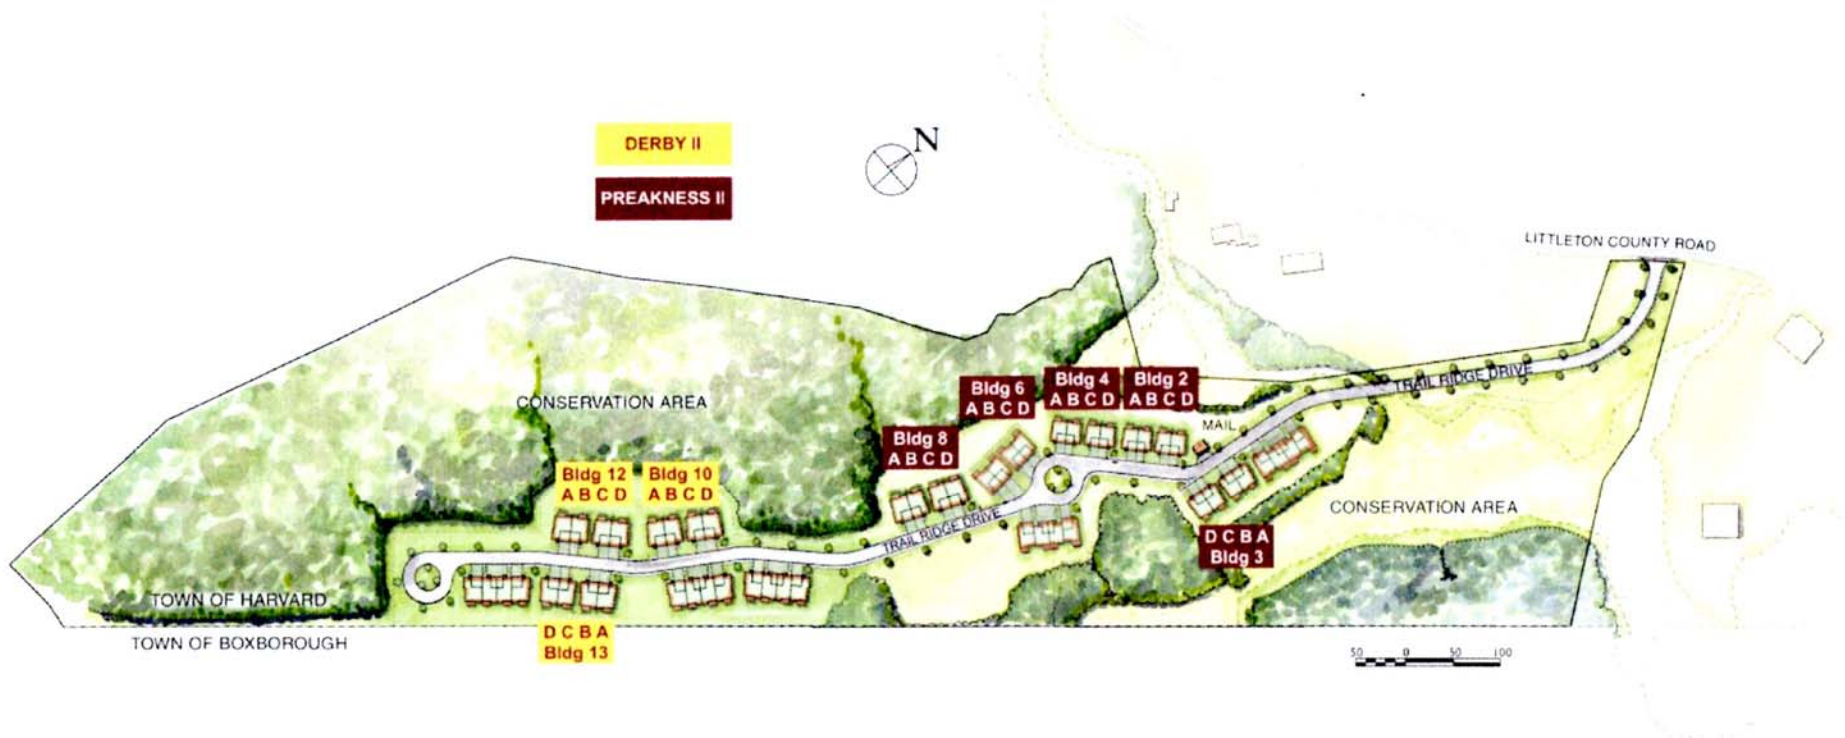 DERBY II
PREAKNESS II
N
LITTLETON COUNTY ROAD
TRAIL RIDGE DRIVE
Bldg 6
A B C D
Bldg 4
A B C D
Bldg 2
A B C D
MAIL
CONSERVATION AREA
Bldg 8
A B C D
Bldg 12
A B C D
Bldg 10
A B C D
CONSERVATION AREA
TRAIL RIDGE DRIVE
D C B A
Bldg 3
TOWN OF HARVARD
TOWN OF BOXBOROUGH
D C B A
Bldg 13
50 0 50 100